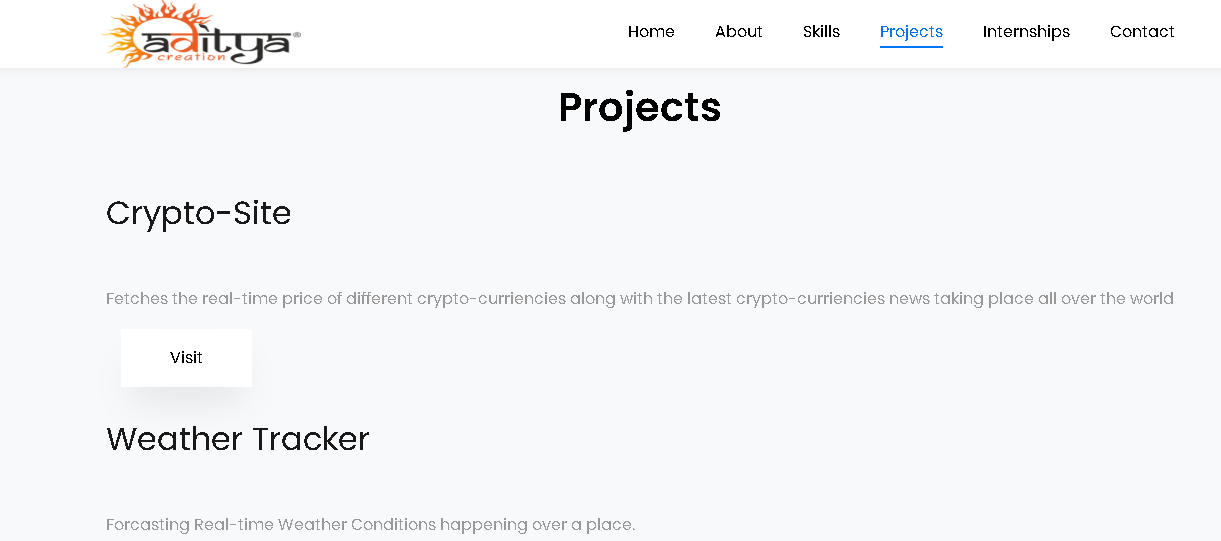 aditya®
creation
Home About Skills Projects Internships Contact
Projects
Crypto-Site
Fetches the real-time price of different crypto-curriencies along with the latest crypto-curriencies news taking place all over the world
Visit
Weather Tracker
Forcasting Real-time Weather Conditions happening over a place.